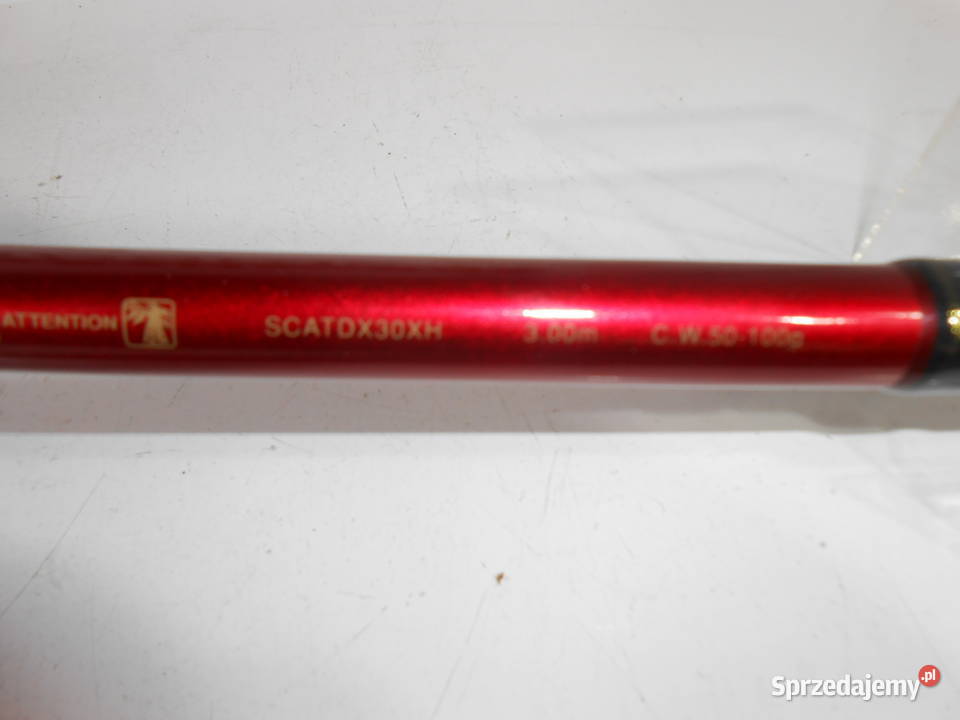 ATTENTION SCATDX30XH 3.00m C.W.50-100g
Sprzedajemy.pl